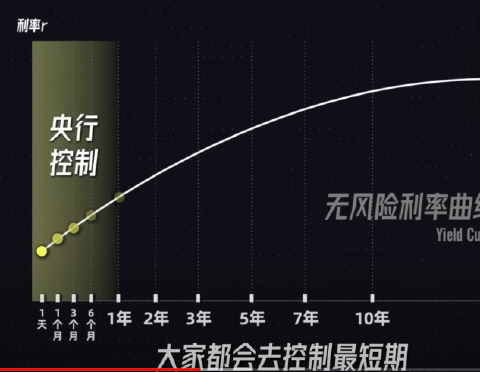 利率r
央行
控制
无风险利率曲
Yield Cu
1天
1个月
3个月
6个月
1年
2年
3年
5年
7年
10年
大家都会去控制最短期